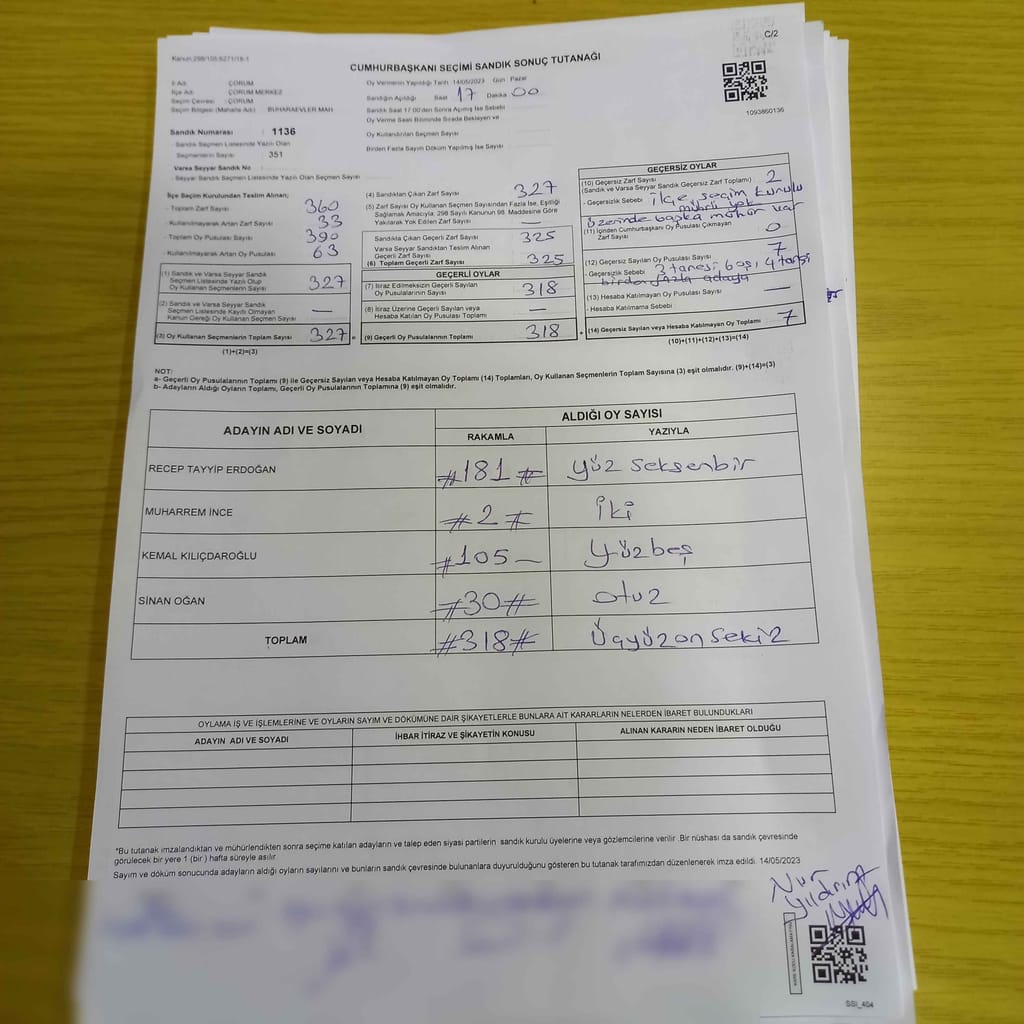 C/2
Kanun:298/105;6271/18-1
CUMHURBAŞKANI SEÇİMİ SANDIK SONUÇ TUTANAĞI
1093860136
İl Adı : ÇORUM
İlçe Adı : ÇORUM MERKEZ
Seçim Çevresi : ÇORUM
Seçim Bölgesi (Mahalle Adı) : BUHARAEVLER MAH.
Sandık Numarası : 1136
- Sandık Seçmen Listesinde Yazılı Olan
Seçmenlerin Sayısı : 351
Varsa Seyyar Sandık No
- Sandık Seçmen Listesinde Yazılı Olan Seçmen Sayısı
Oy Vermenin Yapıldığı Tarih :14/05/2023 Gün : Pazar
Sandığın Açıldığı Saat 17 Dakika 00
Sandık Saat 17:00'den Sonra Açılmış İse Sebebi
Oy Verme Saati Bitiminde Sırada Bekleyen ve
Oy Kullandırılan Seçmen Sayısı
Birden Fazla Sayım Döküm Yapılmış İse Sayısı
İlçe Seçim Kurulundan Teslim Alınan;
- Toplam Zarf Sayısı 360
- Kullanılmayarak Artan Zarf Sayısı 33
- Toplam Oy Pusulası Sayısı 390
- Kullanılmayarak Artan Oy Pusulası 63
(1) Sandık ve Varsa Seyyar Sandık
Seçmen Listesinde Yazılı Olup
Oy Kullanan Seçmenlerin Sayısı 327
(2) Sandık ve Varsa Seyyar Sandık
Seçmen Listesinde Kayıtlı Olmayan
Kanun Gereği Oy Kullanan Seçmen Sayısı —
(3) Oy Kullanan Seçmenlerin Toplam Sayısı 327 =
(1)+(2)=(3)
(4) Sandıktan Çıkan Zarf Sayısı 327
(5) Zarf Sayısı Oy Kullanan Seçmen Sayısından Fazla İse, Eşitliği
Sağlamak Amacıyla; 298 Sayılı Kanunun 98. Maddesine Göre
Yakılarak Yok Edilen Zarf Sayısı —
Sandıkla Çıkan Geçerli Zarf Sayısı 325
Varsa Seyyar Sandıktan Teslim Alınan
Geçerli Zarf Sayısı
(6) Toplam Geçerli Zarf Sayısı 325
GEÇERLİ OYLAR
(7) İtiraz Edilmeksizin Geçerli Sayılan
Oy Pusulalarının Sayısı 318
(8) İtiraz Üzerine Geçerli Sayılan veya
Hesaba Katılan Oy Pusulası Toplamı —
(9) Geçerli Oy Pusulalarının Toplamı 318 +
GEÇERSİZ OYLAR
(10) Geçersiz Zarf Sayısı 2
(Sandık ve Varsa Seyyar Sandık Geçersiz Zarf Toplamı)
- Geçersizlik Sebebi ilçe seçim kurulu
mührü yok
üzerinde başka mühür var
(11) İçinden Cumhurbaşkanı Oy Pusulası Çıkmayan
Zarf Sayısı 0
(12) Geçersiz Sayılan Oy Pusulası Sayısı 7
- Geçersizlik Sebebi 3 tanesi boş, 4 tanesi
birden fazla adaya
(13) Hesaba Katılmayan Oy Pusulası Sayısı —
- Hesaba Katılmama Sebebi
(14) Geçersiz Sayılan veya Hesaba Katılmayan Oy Toplamı 7
(10)+(11)+(12)+(13)=(14)
NOT:
a- Geçerli Oy Pusulalarının Toplamı (9) ile Geçersiz Sayılan veya Hesaba Katılmayan Oy Toplamı (14) Toplamları, Oy Kullanan Seçmenlerin Toplam Sayısına (3) eşit olmalıdır. (9)+(14)=(3)
b- Adayların Aldığı Oyların Toplamı, Geçerli Oy Pusulalarının Toplamına (9) eşit olmalıdır.
ADAYIN ADI VE SOYADI ALDIĞI OY SAYISI
RAKAMLA YAZIYLA
RECEP TAYYİP ERDOĞAN #181# yüz seksenbir
MUHARREM İNCE #2# iki
KEMAL KILIÇDAROĞLU #105— yüzbeş
SİNAN OĞAN #30# otuz
TOPLAM #318# Üçyüz on sekiz
OYLAMA İŞ VE İŞLEMLERİNE VE OYLARIN SAYIM VE DÖKÜMÜNE DAİR ŞİKAYETLERLE BUNLARA AİT KARARLARIN NELERDEN İBARET BULUNDUKLARI
ADAYIN ADI VE SOYADI İHBAR İTİRAZ VE ŞİKAYETİN KONUSU ALINAN KARARIN NEDEN İBARET OLDUĞU
*Bu tutanak imzalandıktan ve mühürlendikten sonra seçime katılan adayların ve talep eden siyasi partilerin sandık kurulu üyelerine veya gözlemcilerine verilir .Bir nüshası da sandık çevresinde
görülecek bir yere 1 (bir ) hafta süreyle asılır.
Sayım ve döküm sonucunda adayların aldığı oyların sayılarını ve bunların sandık çevresinde bulunanlara duyurulduğunu gösteren bu tutanak tarafımızdan düzenlenerek imza edildi. 14/05/2023
Nur
Yıldırım
SSI_404